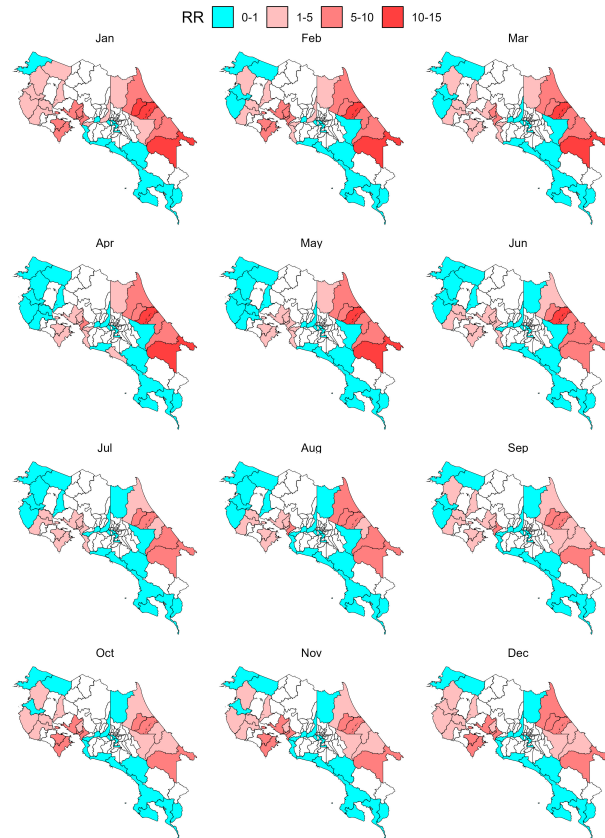 RR 0-1 1-5 5-10 10-15
Jan Feb Mar
Apr May Jun
Jul Aug Sep
Oct Nov Dec